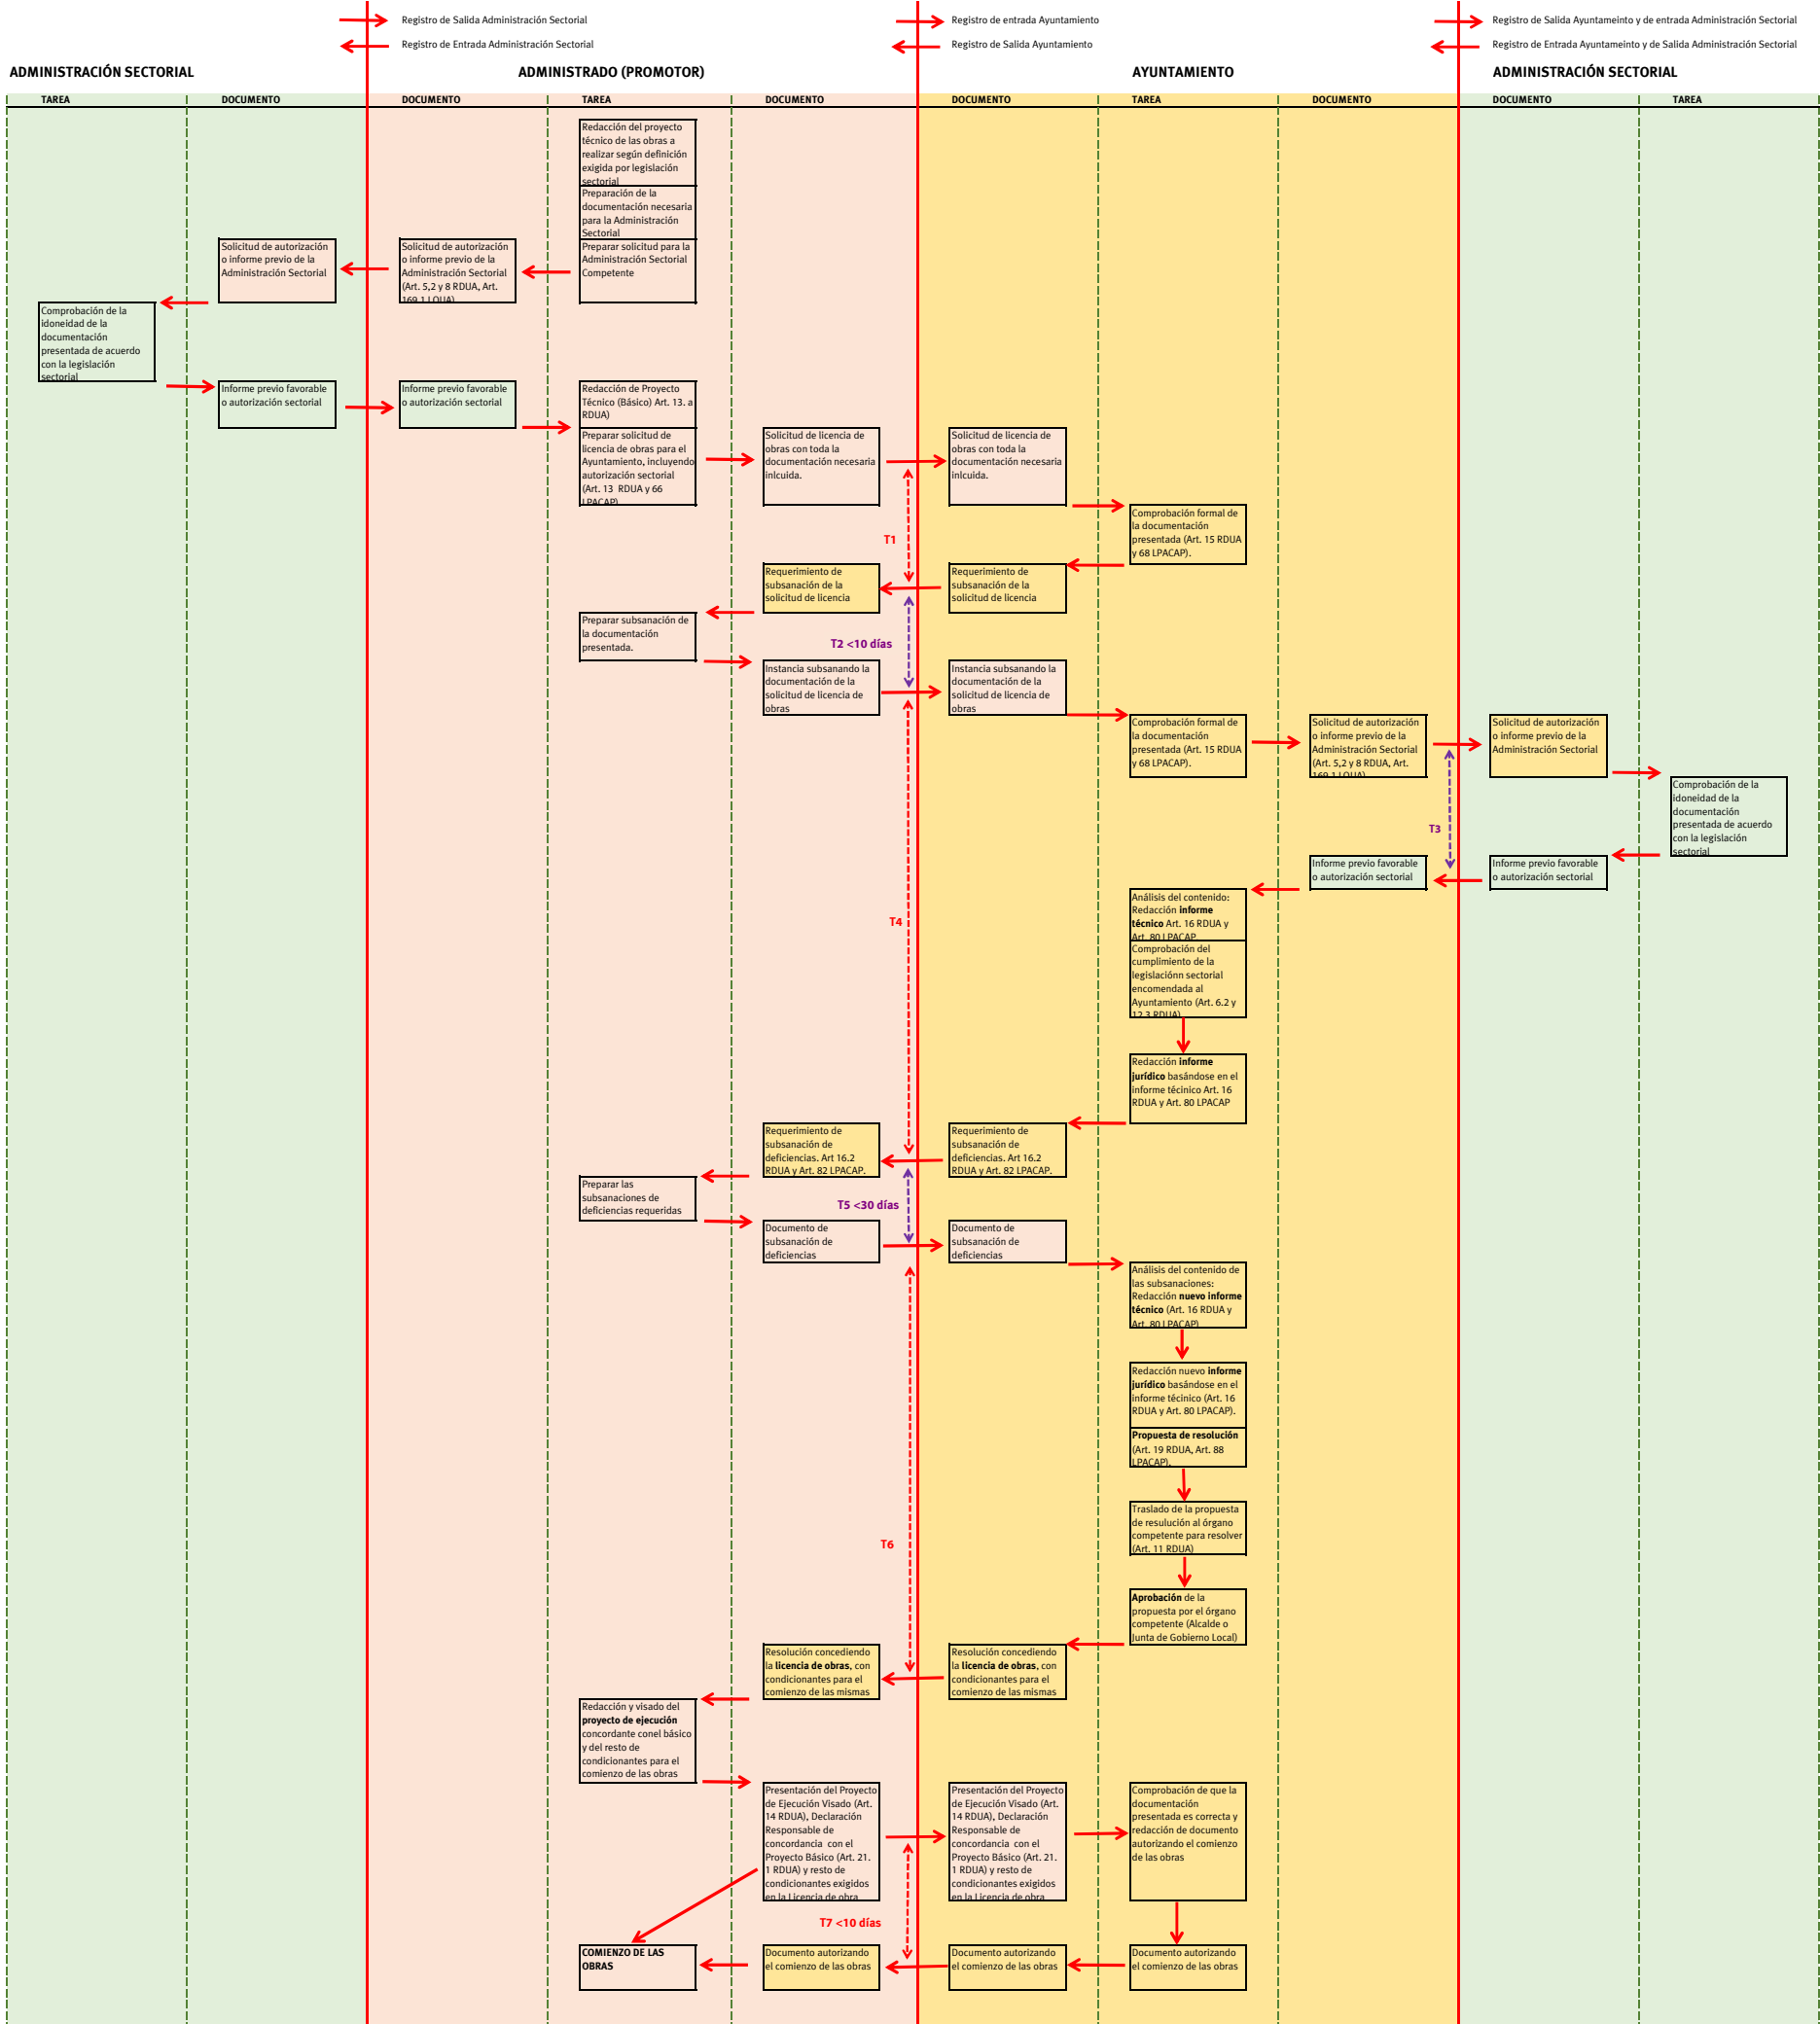 Registro de Salida Administración Sectorial
Registro de entrada Ayuntamiento
Registro de Salida Ayuntameinto y de entrada Administración Sectorial
Registro de Entrada Administración Sectorial
Registro de Salida Ayuntamiento
Registro de Entrada Ayuntameinto y de Salida Administración Sectorial
ADMINISTRACIÓN SECTORIAL
ADMINISTRADO (PROMOTOR)
AYUNTAMIENTO
ADMINISTRACIÓN SECTORIAL
TAREA
DOCUMENTO
DOCUMENTO
TAREA
DOCUMENTO
DOCUMENTO
TAREA
DOCUMENTO
DOCUMENTO
TAREA
Redacción del proyecto
técnico de las obras a
realizar según definición
exigida por legislación
sectorial
Preparación de la
documentación necesaria
para la Administración
Sectorial
Solicitud de autorización
o informe previo de la
Administración Sectorial
Solicitud de autorización
o informe previo de la
Administración Sectorial
(Art. 5,2 y 8 RDUA, Art.
169.1 LOUA)
Preparar solicitud para la
Administración Sectorial
Competente
Comprobación de la
idoneidad de la
documentación
presentada de acuerdo
con la legislación
sectorial
Informe previo favorable
o autorización sectorial
Informe previo favorable
o autorización sectorial
Redacción de Proyecto
Técnico (Básico) Art. 13. a
RDUA)
Preparar solicitud de
licencia de obras para el
Ayuntamiento, incluyendo
autorización sectorial
(Art. 13  RDUA y 66
LPACAP)
Solicitud de licencia de
obras con toda la
documentación necesaria
inlcuida.
Solicitud de licencia de
obras con toda la
documentación necesaria
inlcuida.
Comprobación formal de
la documentación
presentada (Art. 15 RDUA
y 68 LPACAP).
T1
Requerimiento de
subsanación de la
solicitud de licencia
Requerimiento de
subsanación de la
solicitud de licencia
Preparar subsanación de
la documentación
presentada.
T2 <10 días
Instancia subsanando la
documentación de la
solicitud de licencia de
obras
Instancia subsanando la
documentación de la
solicitud de licencia de
obras
Comprobación formal de
la documentación
presentada (Art. 15 RDUA
y 68 LPACAP).
Solicitud de autorización
o informe previo de la
Administración Sectorial
(Art. 5,2 y 8 RDUA, Art.
169.1 LOUA)
Solicitud de autorización
o informe previo de la
Administración Sectorial
Comprobación de la
idoneidad de la
documentación
presentada de acuerdo
con la legislación
sectorial
T3
Informe previo favorable
o autorización sectorial
Informe previo favorable
o autorización sectorial
T4
Análisis del contenido:
Redacción informe
técnico Art. 16 RDUA y
Art. 80 LPACAP
Comprobación del
cumplimiento de la
legislaciónn sectorial
encomendada al
Ayuntamiento (Art. 6.2 y
12.3 RDUA)
Redacción informe
jurídico basándose en el
informe técinico Art. 16
RDUA y Art. 80 LPACAP
Requerimiento de
subsanación de
deficiencias. Art 16.2
RDUA y Art. 82 LPACAP.
Requerimiento de
subsanación de
deficiencias. Art 16.2
RDUA y Art. 82 LPACAP.
Preparar las
subsanaciones de
deficiencias requeridas
T5 <30 días
Documento de
subsanación de
deficiencias
Documento de
subsanación de
deficiencias
Análisis del contenido de
las subsanaciones:
Redacción nuevo informe
técnico (Art. 16 RDUA y
Art. 80 LPACAP)
Redacción nuevo informe
jurídico basándose en el
informe técinico (Art. 16
RDUA y Art. 80 LPACAP).
Propuesta de resolución
(Art. 19 RDUA, Art. 88
LPACAP).
Traslado de la propuesta
de resulución al órgano
competente para resolver
(Art. 11 RDUA)
T6
Aprobación de la
propuesta por el órgano
competente (Alcalde o
Junta de Gobierno Local)
Resolución concediendo
la licencia de obras, con
condicionantes para el
comienzo de las mismas
Resolución concediendo
la licencia de obras, con
condicionantes para el
comienzo de las mismas
Redacción y visado del
proyecto de ejecución
concordante conel básico
y del resto de
condicionantes para el
comienzo de las obras
Presentación del Proyecto
de Ejecución Visado (Art.
14 RDUA), Declaración
Responsable de
concordancia  con el
Proyecto Básico (Art. 21.
1 RDUA) y resto de
condicionantes exigidos
en la Licencia de obra
Presentación del Proyecto
de Ejecución Visado (Art.
14 RDUA), Declaración
Responsable de
concordancia  con el
Proyecto Básico (Art. 21.
1 RDUA) y resto de
condicionantes exigidos
en la Licencia de obra
Comprobación de que la
documentación
presentada es correcta y
redacción de documento
autorizando el comienzo
de las obras
T7 <10 días
COMIENZO DE LAS
OBRAS
Documento autorizando
el comienzo de las obras
Documento autorizando
el comienzo de las obras
Documento autorizando
el comienzo de las obras